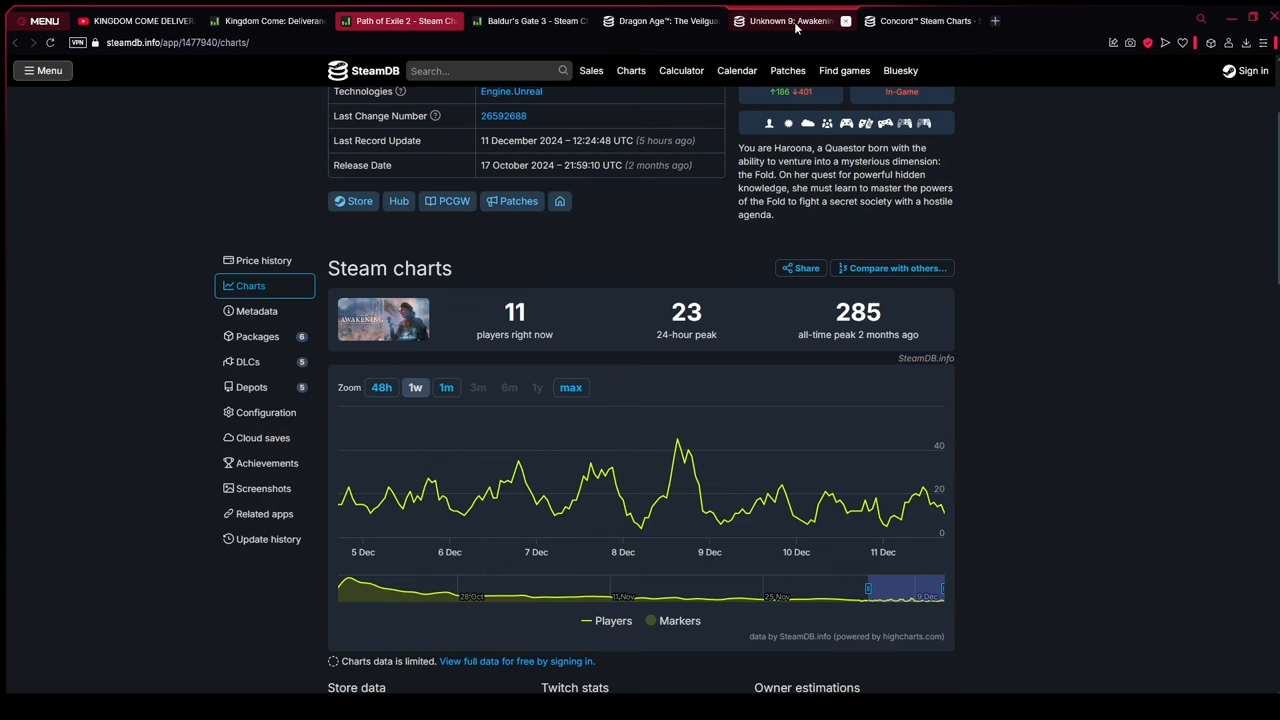 MENU
KINGDOM COME DELIVER
Kingdom Come: Deliveranc
Path of Exile 2 - Steam Ch
Baldur's Gate 3 - Steam C
Dragon Age™: The Veilgua
Unknown 9: Awakenin
Concord™ Steam Charts ·
VPN
steamdb.info/app/1477940/charts/
Menu
SteamDB
Search...
Sales
Charts
Calculator
Calendar
Patches
Find games
Bluesky
Sign in
Technologies
Engine.Unreal
Last Change Number
26592688
Last Record Update
11 December 2024 – 12:24:48 UTC (5 hours ago)
Release Date
17 October 2024 – 21:59:10 UTC (2 months ago)
↑186 ↓401
In-Game
You are Haroona, a Quaestor born with the
ability to venture into a mysterious dimension:
the Fold. On her quest for powerful hidden
knowledge, she must learn to master the powers
of the Fold to fight a secret society with a hostile
agenda.
Store
Hub
PCGW
Patches
Price history
Charts
Metadata
Packages 6
DLCs 5
Depots 5
Configuration
Cloud saves
Achievements
Screenshots
Related apps
Update history
Steam charts
Share
Compare with others...
AWAKENING
11
players right now
23
24-hour peak
285
all-time peak 2 months ago
SteamDB.info
Zoom 48h 1w 1m 3m 6m 1y max
40
20
0
5 Dec 6 Dec 7 Dec 8 Dec 9 Dec 10 Dec 11 Dec
28 Oct 11 Nov 25 Nov 9 Dec
Players Markers
data by SteamDB.info (powered by highcharts.com)
Charts data is limited. View full data for free by signing in.
Store data
Twitch stats
Owner estimations